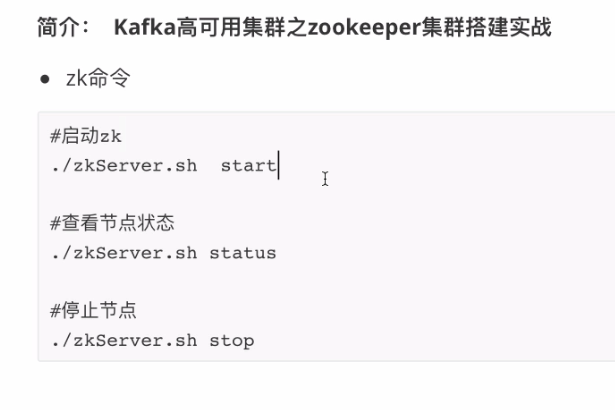 简介： Kafka高可用集群之zookeeper集群搭建实战
● zk命令
#启动zk
./zkServer.sh  start
#查看节点状态
./zkServer.sh status
#停止节点
./zkServer.sh stop